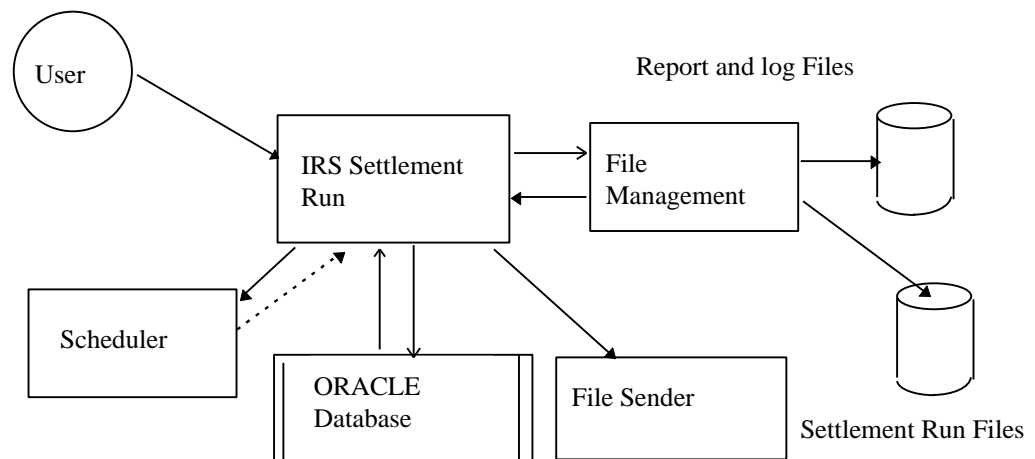 Report and log Files
User
IRS Settlement
Run
File
Management
Scheduler
ORACLE
Database
File Sender
Settlement Run Files